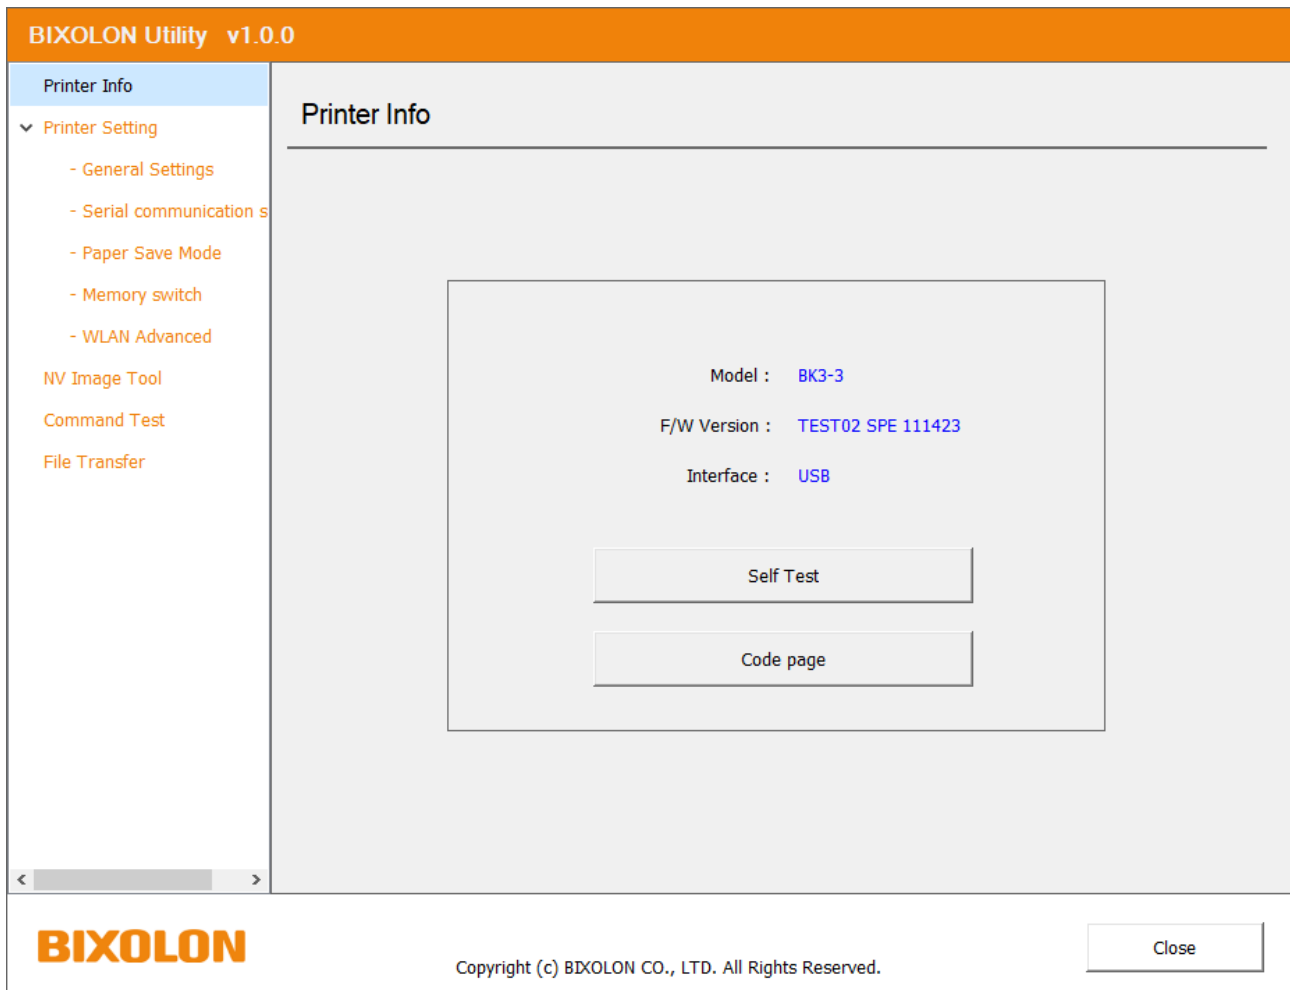 BIXOLON Utility v1.0.0
Printer Info
Printer Setting
- General Settings
- Serial communication s
- Paper Save Mode
- Memory switch
- WLAN Advanced
NV Image Tool
Command Test
File Transfer
Printer Info
Model : BK3-3
F/W Version : TEST02 SPE 111423
Interface : USB
Self Test
Code page
BIXOLON
Copyright (c) BIXOLON CO., LTD. All Rights Reserved.
Close